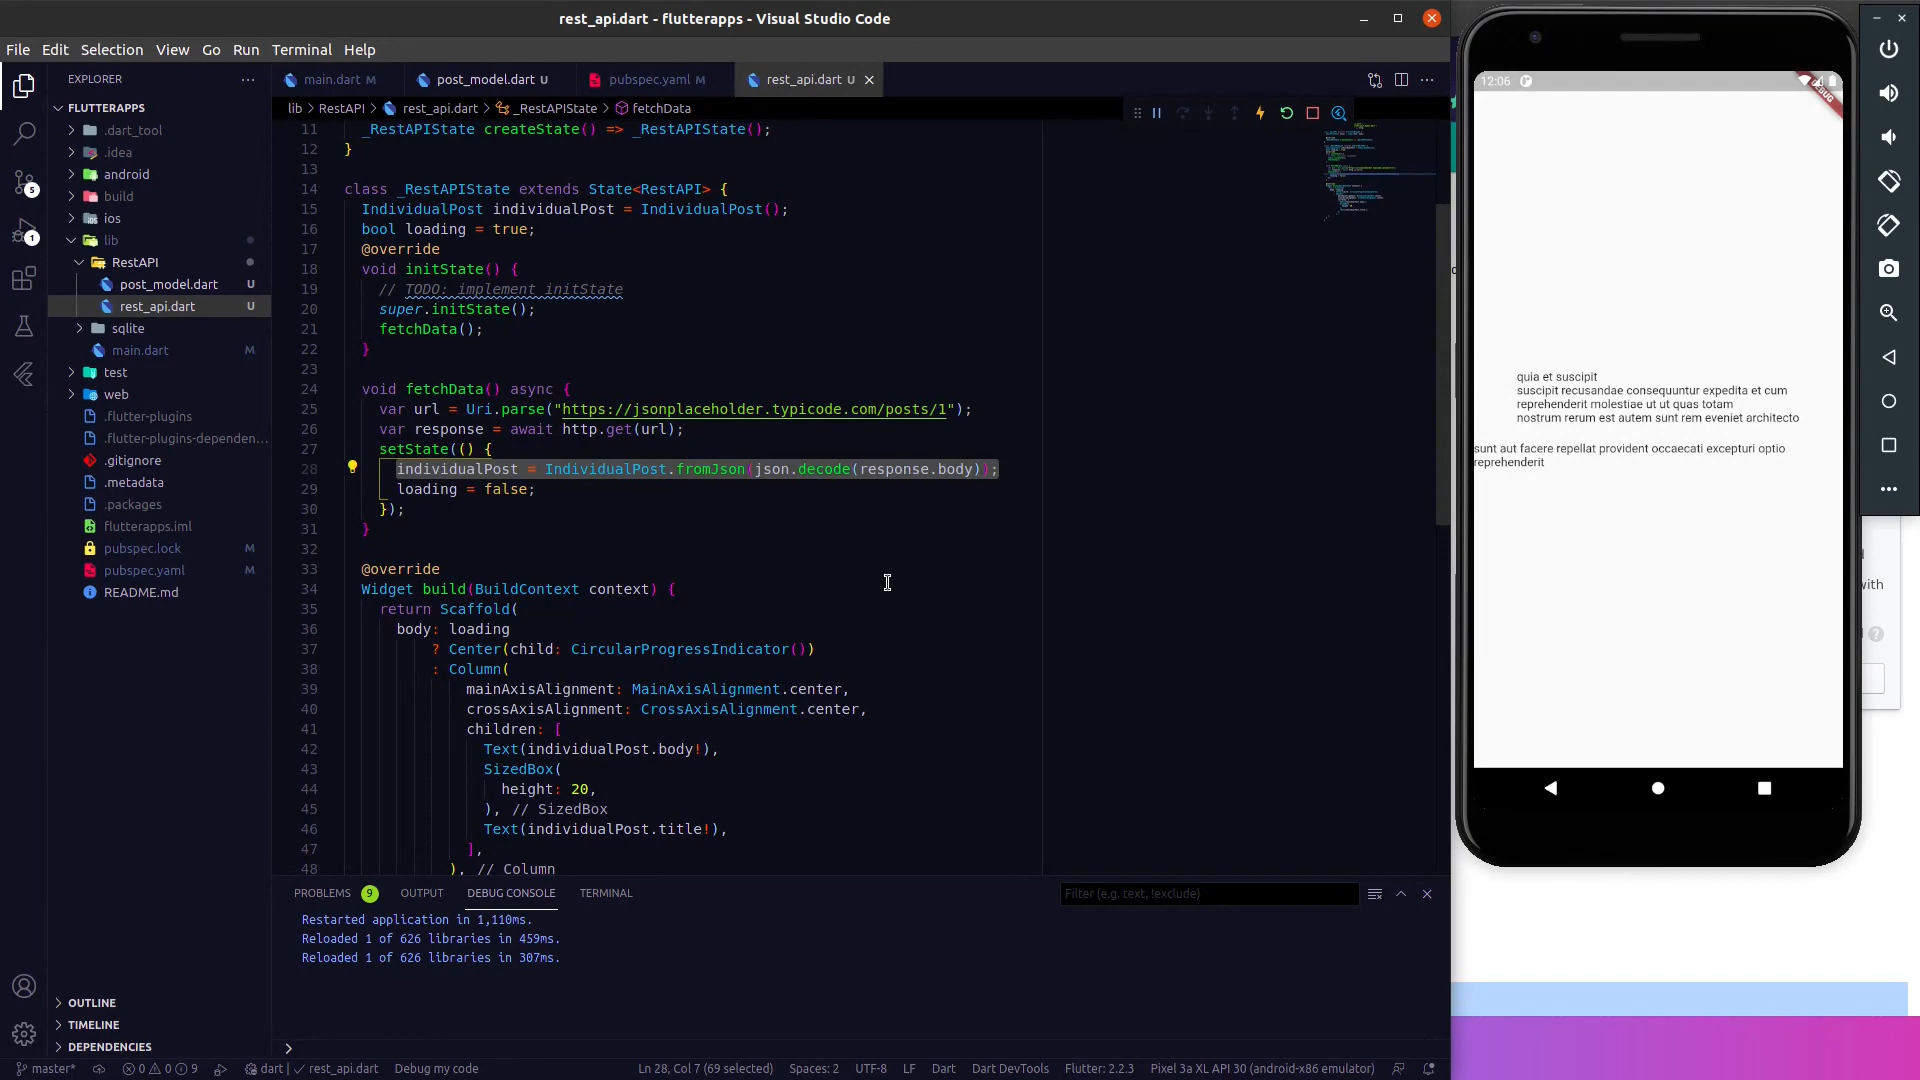 rest_api.dart - flutterapps - Visual Studio Code
File Edit Selection View Go Run Terminal Help
EXPLORER
FLUTTERAPPS
.dart_tool
.idea
android
build
ios
lib
RestAPI
post_model.dart U
rest_api.dart U
sqlite
main.dart M
test
web
.flutter-plugins
.flutter-plugins-dependen...
.gitignore
.metadata
.packages
flutterapps.iml
pubspec.lock M
pubspec.yaml M
README.md
OUTLINE
TIMELINE
DEPENDENCIES
5
1
main.dart M
post_model.dart U
pubspec.yaml M
rest_api.dart U
lib > RestAPI > rest_api.dart > _RestAPIState > fetchData
11 _RestAPIState createState() => _RestAPIState();
12 }
13
14 class _RestAPIState extends State<RestAPI> {
15 IndividualPost individualPost = IndividualPost();
16 bool loading = true;
17 @override
18 void initState() {
19 // TODO: implement initState
20 super.initState();
21 fetchData();
22 }
23
24 void fetchData() async {
25 var url = Uri.parse("https://jsonplaceholder.typicode.com/posts/1");
26 var response = await http.get(url);
27 setState(() {
28 individualPost = IndividualPost.fromJson(json.decode(response.body));
29 loading = false;
30 });
31 }
32
33 @override
34 Widget build(BuildContext context) {
35 return Scaffold(
36 body: loading
37 ? Center(child: CircularProgressIndicator())
38 : Column(
39 mainAxisAlignment: MainAxisAlignment.center,
40 crossAxisAlignment: CrossAxisAlignment.center,
41 children: [
42 Text(individualPost.body!),
43 SizedBox(
44 height: 20,
45 ), // SizedBox
46 Text(individualPost.title!),
47 ],
48 ), // Column
PROBLEMS 9 OUTPUT DEBUG CONSOLE TERMINAL
Filter (e.g. text, !exclude)
Restarted application in 1,110ms.
Reloaded 1 of 626 libraries in 459ms.
Reloaded 1 of 626 libraries in 307ms.
master* 0 0 9 dart | rest_api.dart Debug my code Ln 28, Col 7 (69 selected) Spaces: 2 UTF-8 LF Dart Dart DevTools Flutter: 2.2.3 Pixel 3a XL API 30 (android-x86 emulator)
12:06
DEBUG
quia et suscipit
suscipit recusandae consequuntur expedita et cum
reprehenderit molestiae ut ut quas totam
nostrum rerum est autem sunt rem eveniet architecto
sunt aut facere repellat provident occaecati excepturi optio
reprehenderit
with